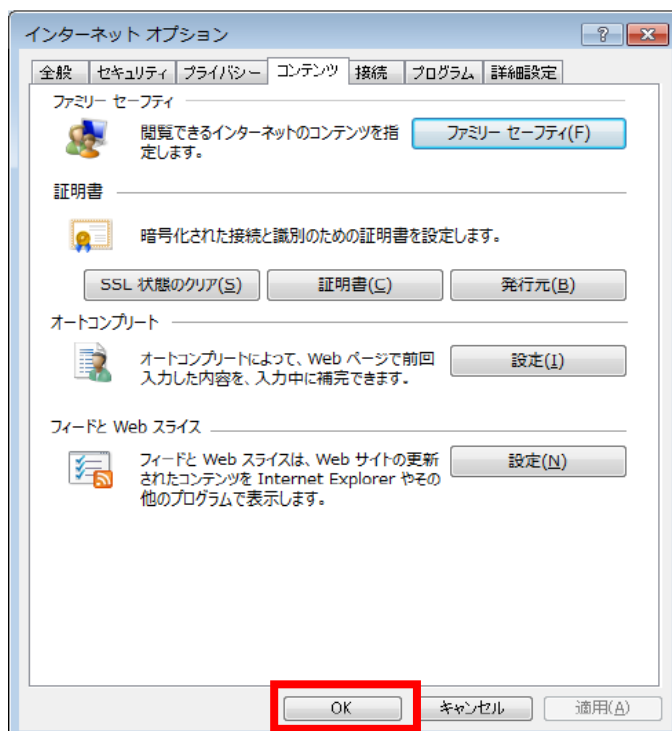 インターネット オプション
全般 セキュリティ プライバシー コンテンツ 接続 プログラム 詳細設定
ファミリー セーフティ
閲覧できるインターネットのコンテンツを指
定します。
ファミリー セーフティ(F)
証明書
暗号化された接続と識別のための証明書を設定します。
SSL 状態のクリア(S) 証明書(C) 発行元(B)
オートコンプリート
オートコンプリートによって、Web ページで前回
入力した内容を、入力中に補完できます。
設定(I)
フィードと Web スライス
フィードと Web スライスは、Web サイトの更新
されたコンテンツを Internet Explorer やその
他のプログラムで表示します。
設定(N)
OK キャンセル 適用(A)